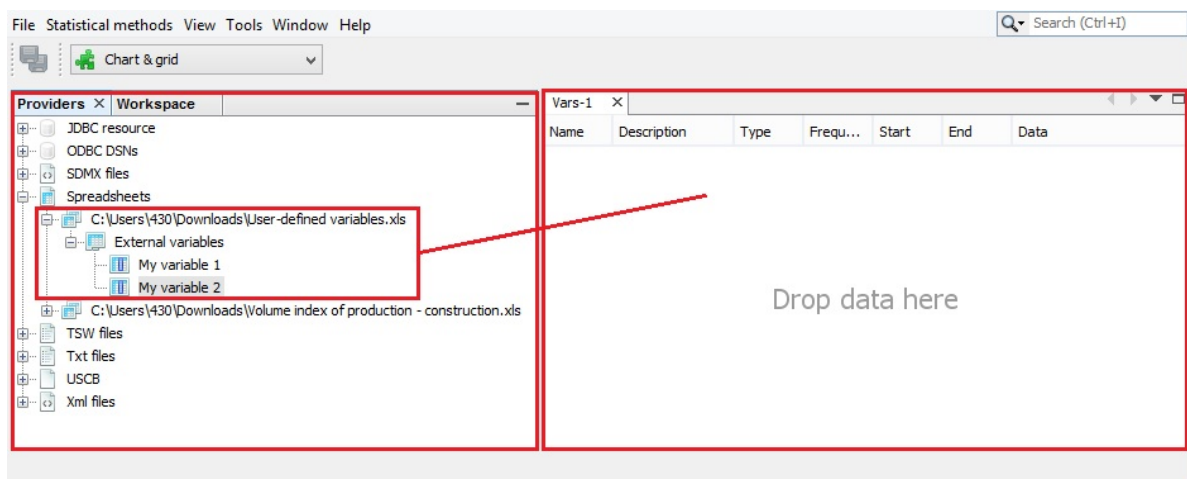 File Statistical methods View Tools Window Help
Search (Ctrl+I)
Chart & grid
Providers Workspace
JDBC resource
ODBC DSNs
SDMX files
Spreadsheets
C:\Users\430\Downloads\User-defined variables.xls
External variables
My variable 1
My variable 2
C:\Users\430\Downloads\Volume index of production - construction.xls
TSW files
Txt files
USCB
Xml files
Vars-1
Name Description Type Frequ... Start End Data
Drop data here